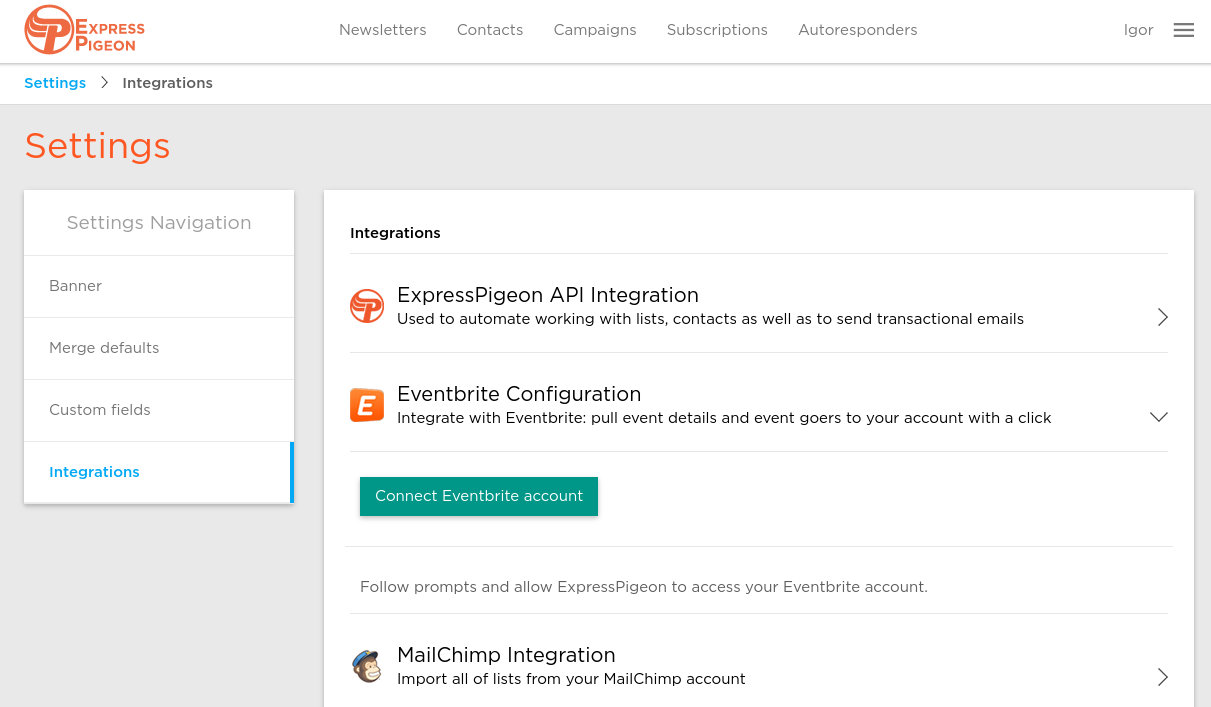 EXPRESS
PIGEON
Newsletters Contacts Campaigns Subscriptions Autoresponders Igor
Settings Integrations
Settings
Settings Navigation
Banner
Merge defaults
Custom fields
Integrations
Integrations
ExpressPigeon API Integration
Used to automate working with lists, contacts as well as to send transactional emails
E
Eventbrite Configuration
Integrate with Eventbrite: pull event details and event goers to your account with a click
Connect Eventbrite account
Follow prompts and allow ExpressPigeon to access your Eventbrite account.
MailChimp Integration
Import all of lists from your MailChimp account